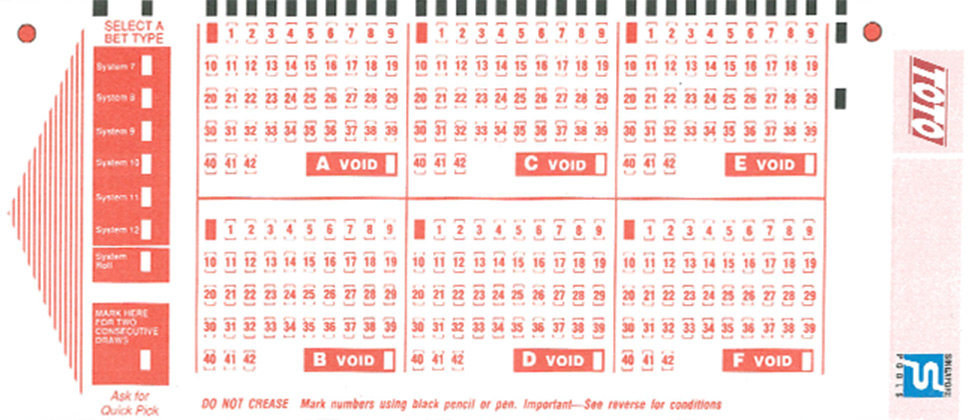 SELECT A
BET TYPE
System 7
System 8
System 9
System 10
System 11
System 12
System
Roll
MARK HERE
FOR TWO
CONSECUTIVE
DRAWS
Ask for
Quick Pick
1 2 3 4 5 6 7 8 9
10 11 12 13 14 15 16 17 18 19
20 21 22 23 24 25 26 27 28 29
30 31 32 33 34 35 36 37 38 39
40 41 42
A VOID
1 2 3 4 5 6 7 8 9
10 11 12 13 14 15 16 17 18 19
20 21 22 23 24 25 26 27 28 29
30 31 32 33 34 35 36 37 38 39
40 41 42
C VOID
1 2 3 4 5 6 7 8 9
10 11 12 13 14 15 16 17 18 19
20 21 22 23 24 25 26 27 28 29
30 31 32 33 34 35 36 37 38 39
40 41 42
E VOID
1 2 3 4 5 6 7 8 9
10 11 12 13 14 15 16 17 18 19
20 21 22 23 24 25 26 27 28 29
30 31 32 33 34 35 36 37 38 39
40 41 42
B VOID
1 2 3 4 5 6 7 8 9
10 11 12 13 14 15 16 17 18 19
20 21 22 23 24 25 26 27 28 29
30 31 32 33 34 35 36 37 38 39
40 41 42
D VOID
1 2 3 4 5 6 7 8 9
10 11 12 13 14 15 16 17 18 19
20 21 22 23 24 25 26 27 28 29
30 31 32 33 34 35 36 37 38 39
40 41 42
F VOID
DO NOT CREASE Mark numbers using black pencil or pen. Important—See reverse for conditions
TOTO
SINGAPORE
POOLS